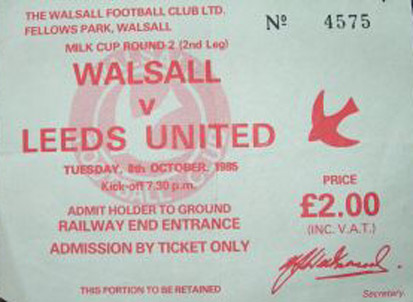 THE WALSALL FOOTBALL CLUB LTD.
FELLOWS PARK, WALSALL
Nº 4575
MILK CUP ROUND 2 (2nd Leg)
WALSALL
v
LEEDS UNITED
TUESDAY, 8th OCTOBER, 1985
Kick-off 7.30 p.m.
ADMIT HOLDER TO GROUND
RAILWAY END ENTRANCE
ADMISSION BY TICKET ONLY
PRICE
£2.00
(INC. V.A.T.)
Secretary.
THIS PORTION TO BE RETAINED